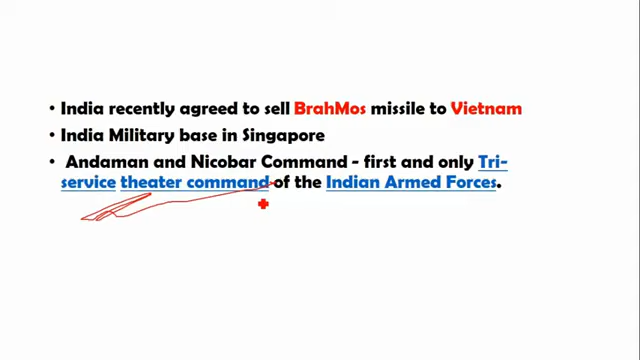 • India recently agreed to sell BrahMos missile to Vietnam
• India Military base in Singapore
• Andaman and Nicobar Command - first and only Tri-
service theater command of the Indian Armed Forces.